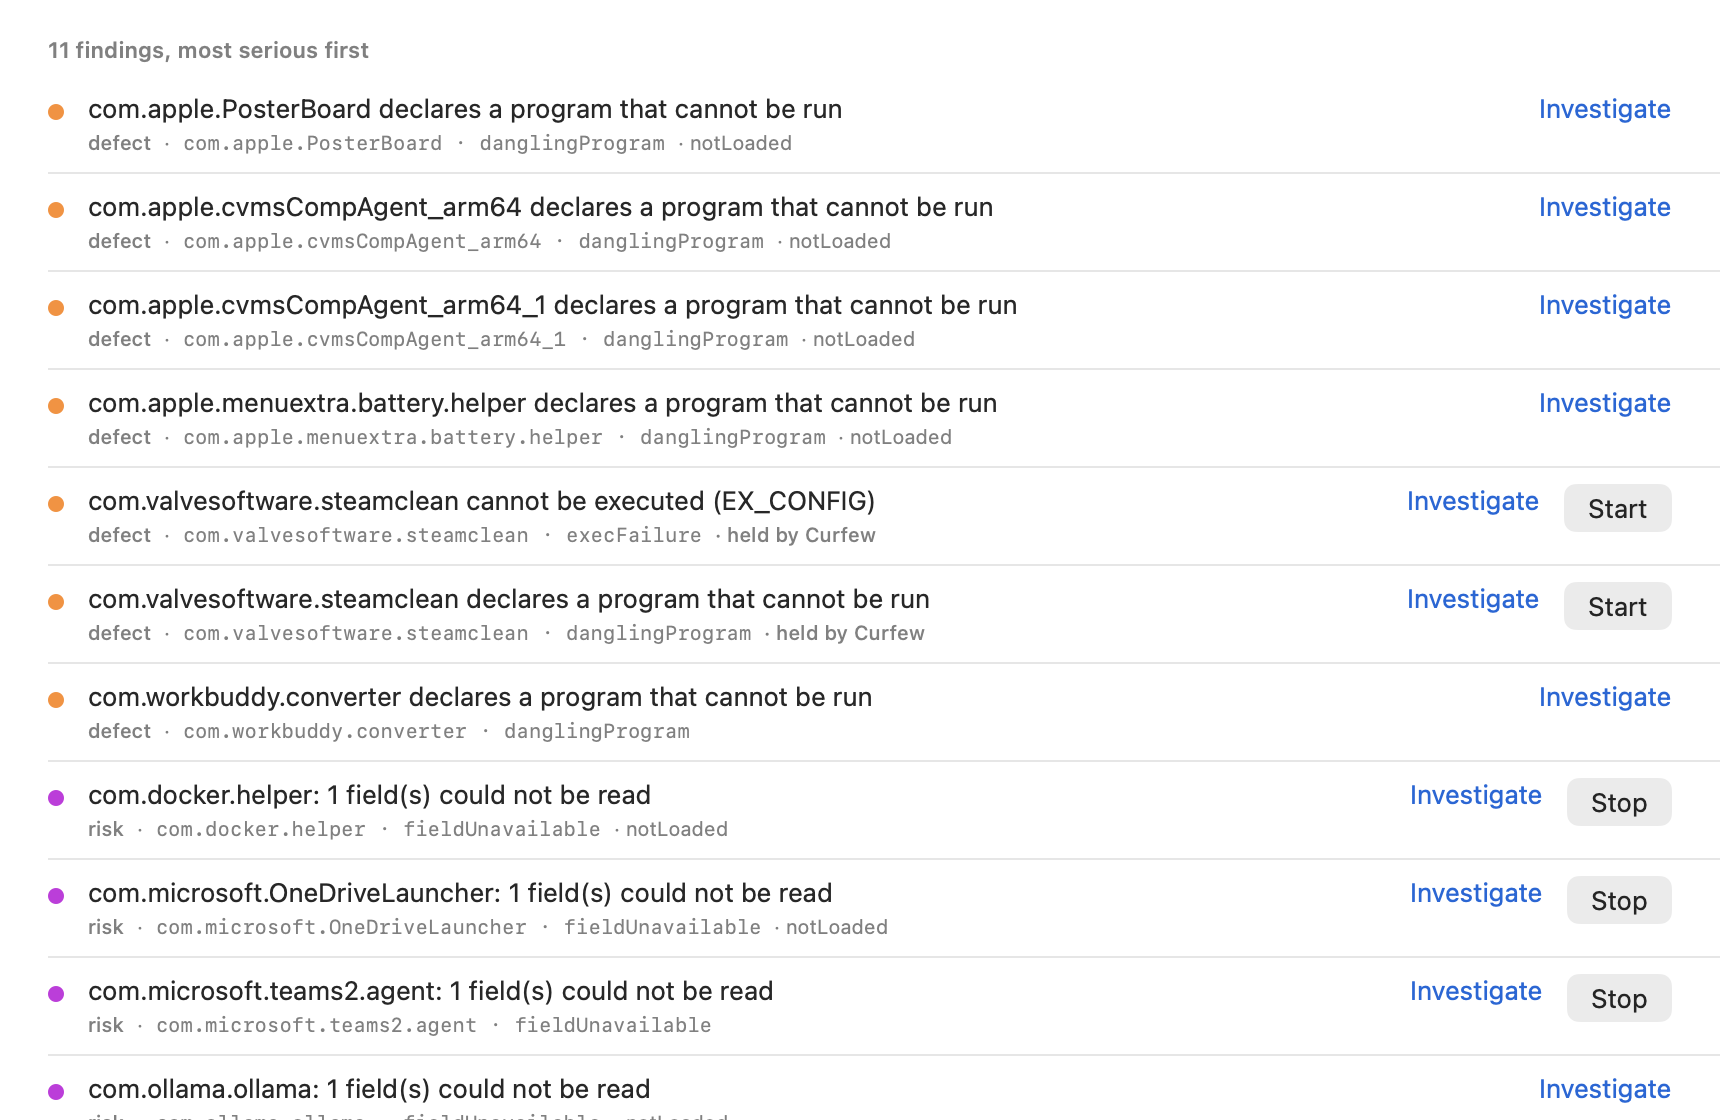 11 findings, most serious first
com.apple.PosterBoard declares a program that cannot be run Investigate
defect · com.apple.PosterBoard · danglingProgram · notLoaded
com.apple.cvmsCompAgent_arm64 declares a program that cannot be run Investigate
defect · com.apple.cvmsCompAgent_arm64 · danglingProgram · notLoaded
com.apple.cvmsCompAgent_arm64_1 declares a program that cannot be run Investigate
defect · com.apple.cvmsCompAgent_arm64_1 · danglingProgram · notLoaded
com.apple.menuextra.battery.helper declares a program that cannot be run Investigate
defect · com.apple.menuextra.battery.helper · danglingProgram · notLoaded
com.valvesoftware.steamclean cannot be executed (EX_CONFIG) Investigate Start
defect · com.valvesoftware.steamclean · execFailure · held by Curfew
com.valvesoftware.steamclean declares a program that cannot be run Investigate Start
defect · com.valvesoftware.steamclean · danglingProgram · held by Curfew
com.workbuddy.converter declares a program that cannot be run Investigate
defect · com.workbuddy.converter · danglingProgram
com.docker.helper: 1 field(s) could not be read Investigate Stop
risk · com.docker.helper · fieldUnavailable · notLoaded
com.microsoft.OneDriveLauncher: 1 field(s) could not be read Investigate Stop
risk · com.microsoft.OneDriveLauncher · fieldUnavailable · notLoaded
com.microsoft.teams2.agent: 1 field(s) could not be read Investigate Stop
risk · com.microsoft.teams2.agent · fieldUnavailable
com.ollama.ollama: 1 field(s) could not be read Investigate